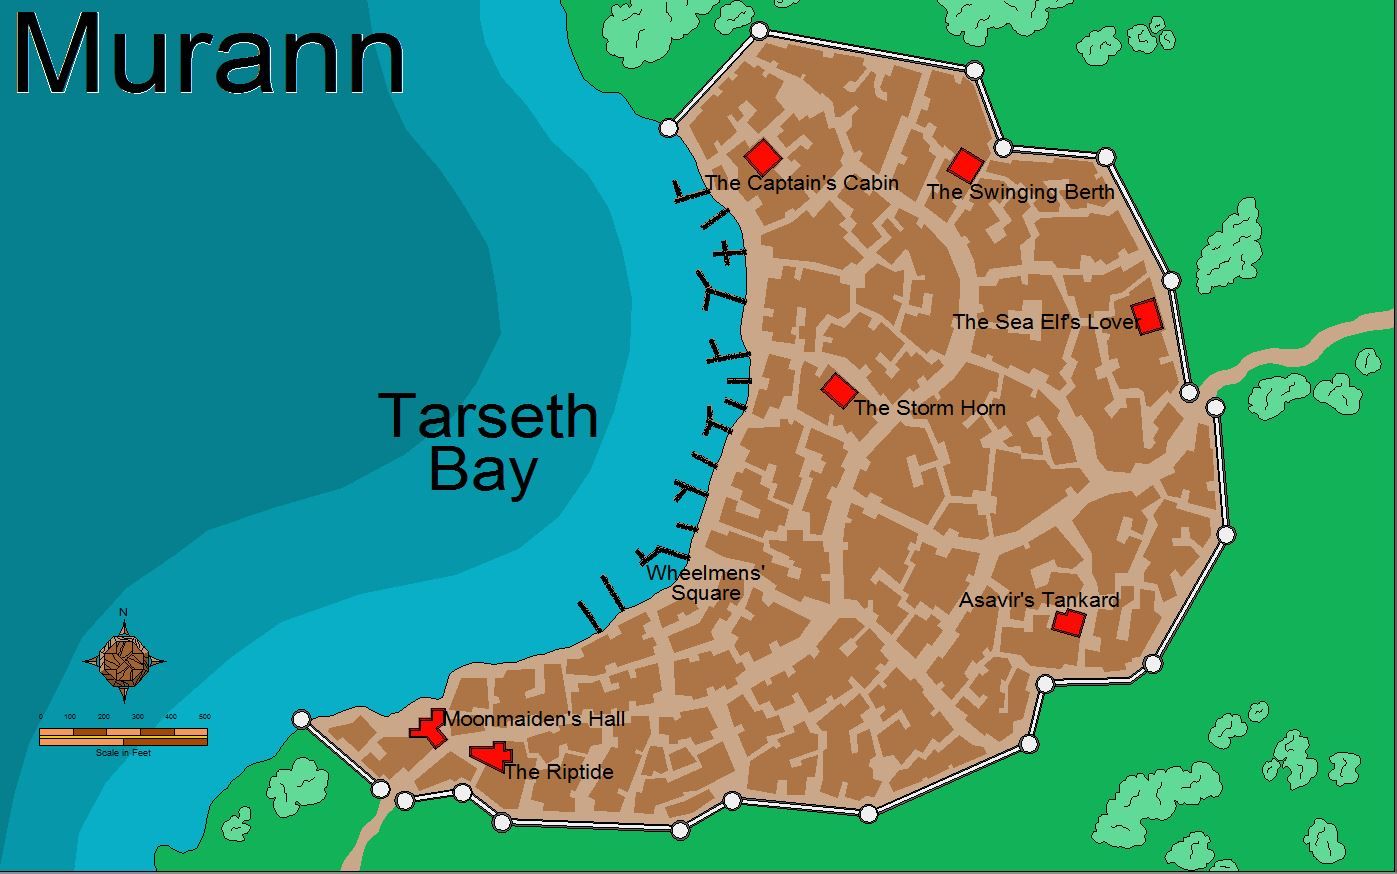 Murann
The Captain's Cabin
The Swinging Berth
The Sea Elf's Lover
Tarseth
Bay
The Storm Horn
Wheelmens'
Square
Asavir's Tankard
N
0 100 200 300 400 500
Scale in Feet
Moonmaiden's Hall
The Riptide